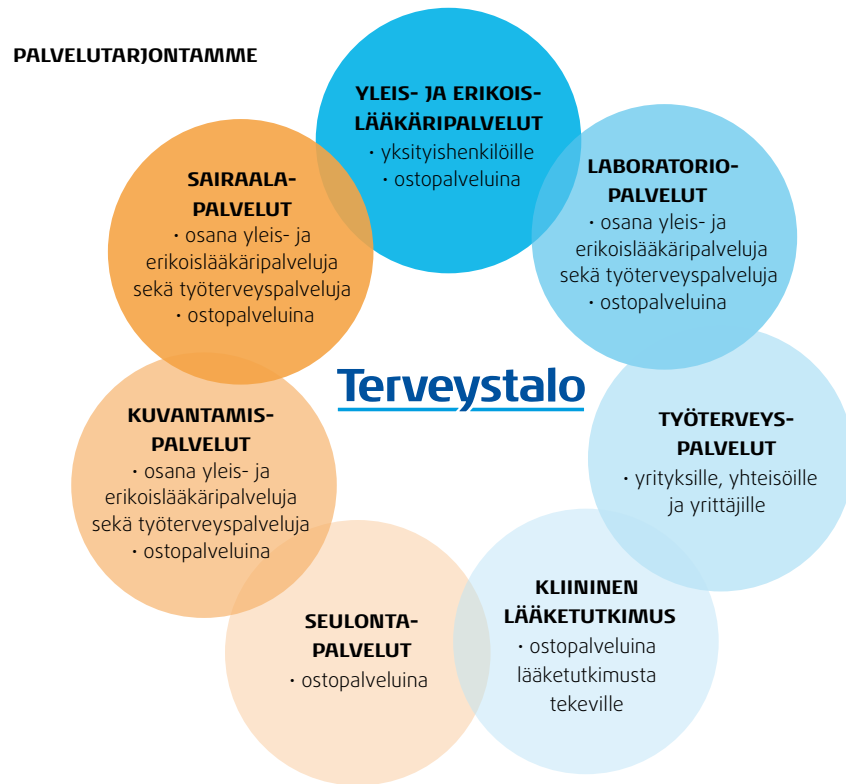 PALVELUTARJONTAMME
YLEIS- JA ERIKOIS-
LÄÄKÄRIPALVELUT
• yksityishenkilöille
• ostopalveluina
LABORATORIO-
PALVELUT
• osana yleis- ja
erikoislääkäripalveluja
sekä työterveyspalveluja
• ostopalveluina
TYÖTERVEYS-
PALVELUT
• yrityksille, yhteisöille
ja yrittäjille
KLIININEN
LÄÄKETUTKIMUS
• ostopalveluina
lääketutkimusta
tekeville
SEULONTA-
PALVELUT
• ostopalveluina
KUVANTAMIS-
PALVELUT
• osana yleis- ja
erikoislääkäripalveluja
sekä työterveyspalveluja
• ostopalveluina
SAIRAALA-
PALVELUT
• osana yleis- ja
erikoislääkäripalveluja
sekä työterveyspalveluja
• ostopalveluina
Terveystalo